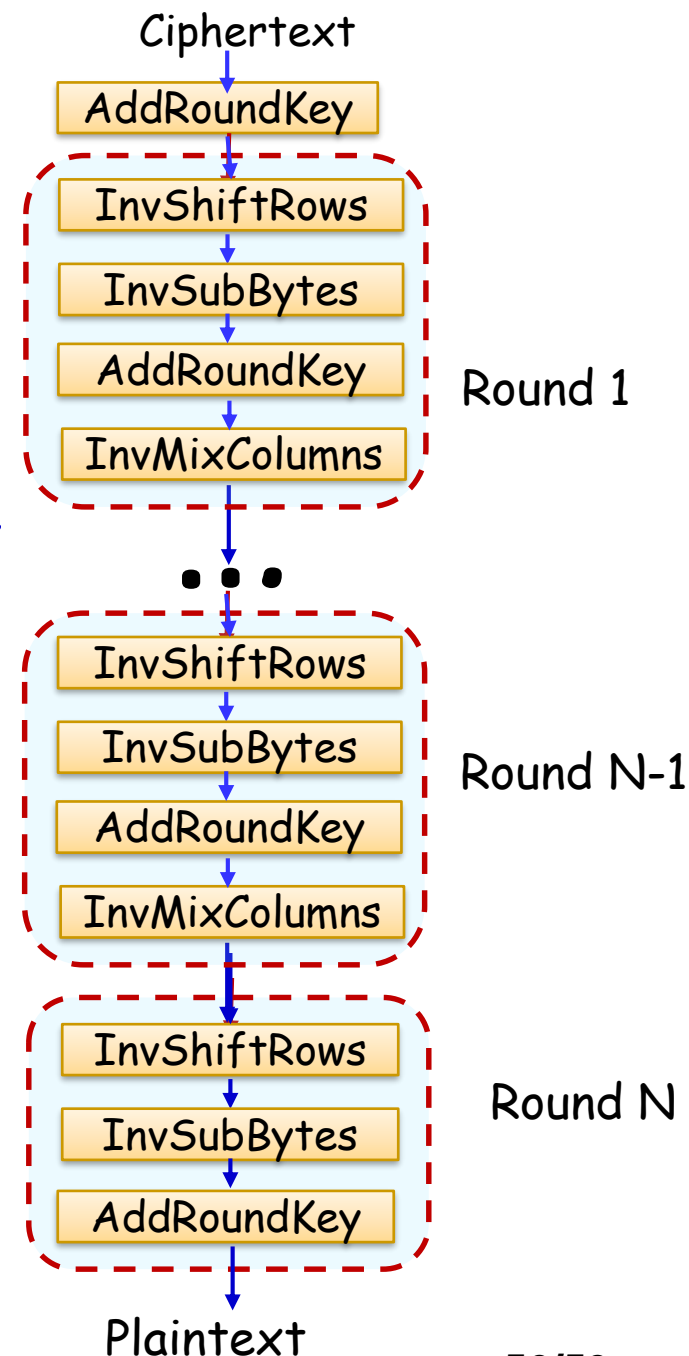 Ciphertext
AddRoundKey
InvShiftRows
InvSubBytes
AddRoundKey
Round 1
InvMixColumns
...
InvShiftRows
InvSubBytes
Round N-1
AddRoundKey
InvMixColumns
InvShiftRows
Round N
InvSubBytes
AddRoundKey
Plaintext